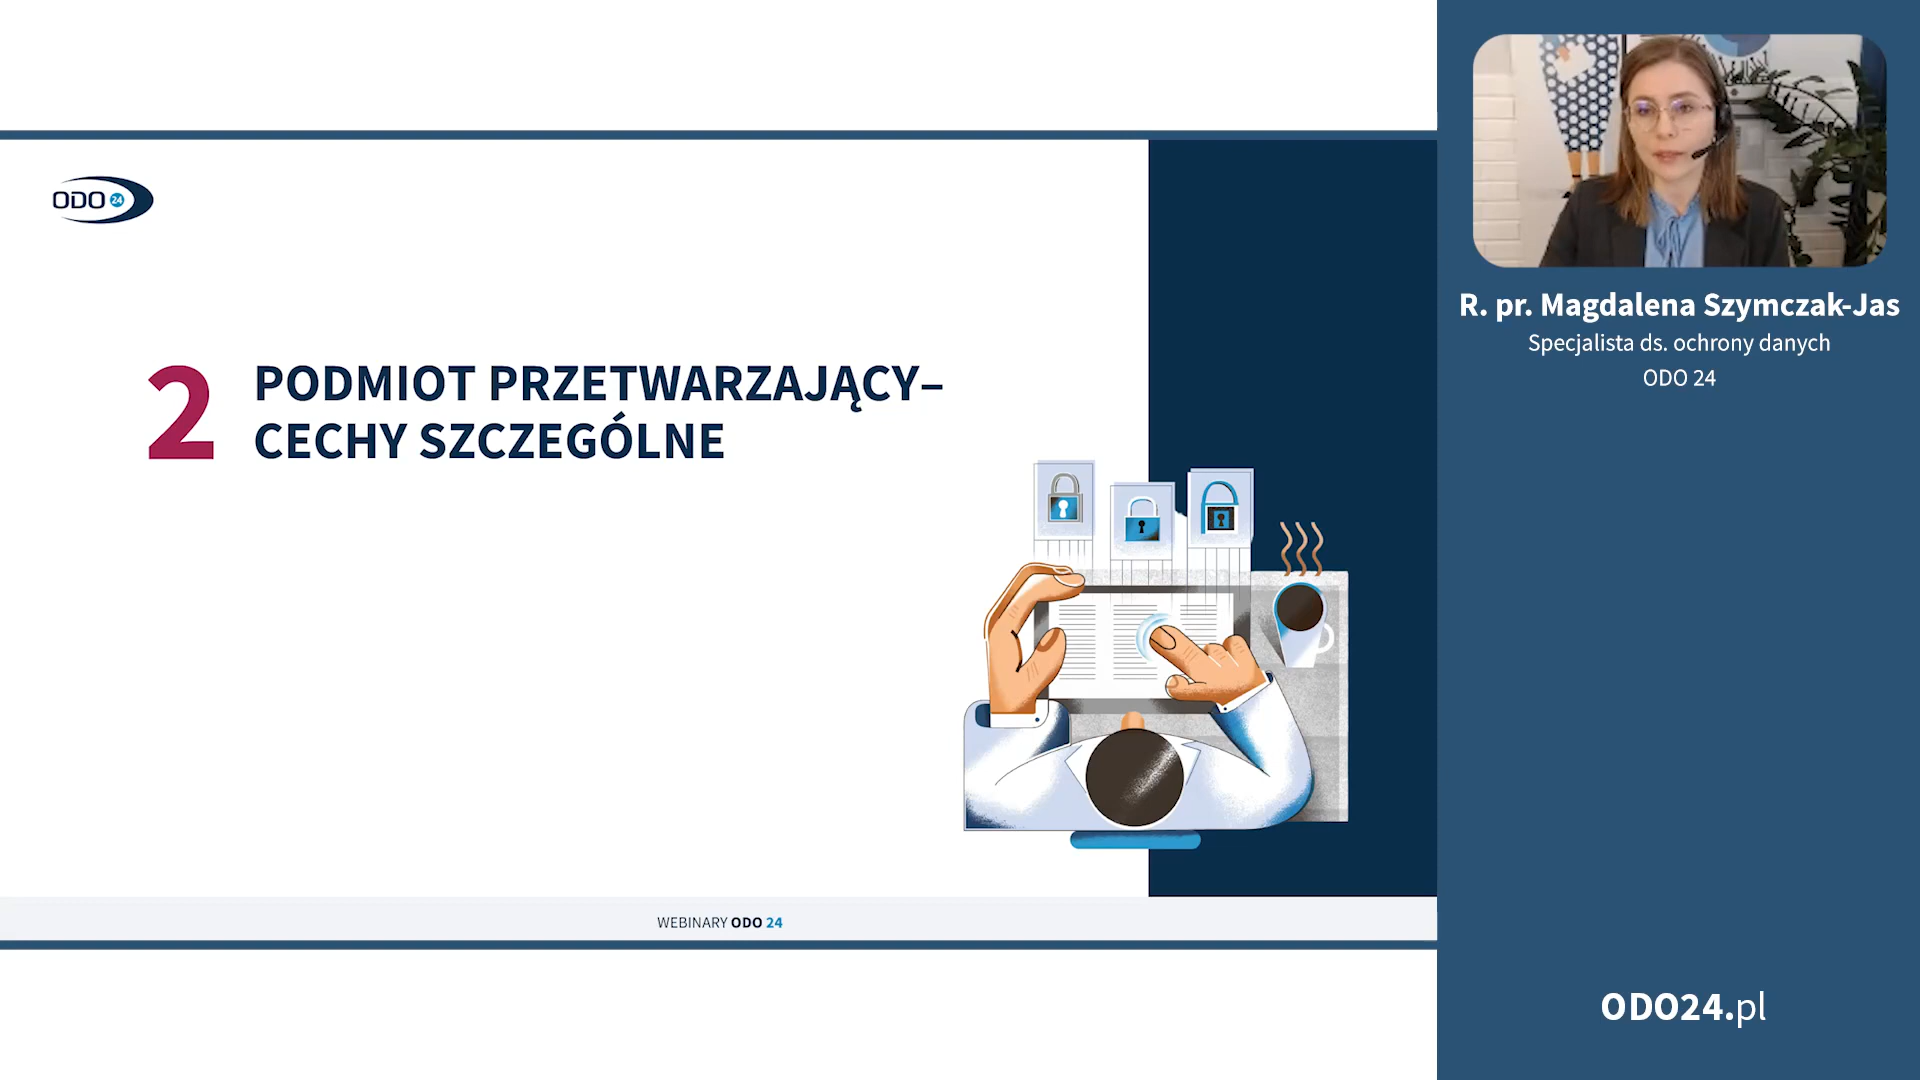 ODO 24
2
PODMIOT PRZETWARZAJĄCY–
CECHY SZCZEGÓLNE
WEBINARY ODO 24
R. pr. Magdalena Szymczak-Jas
Specjalista ds. ochrony danych
ODO 24
ODO24.pl